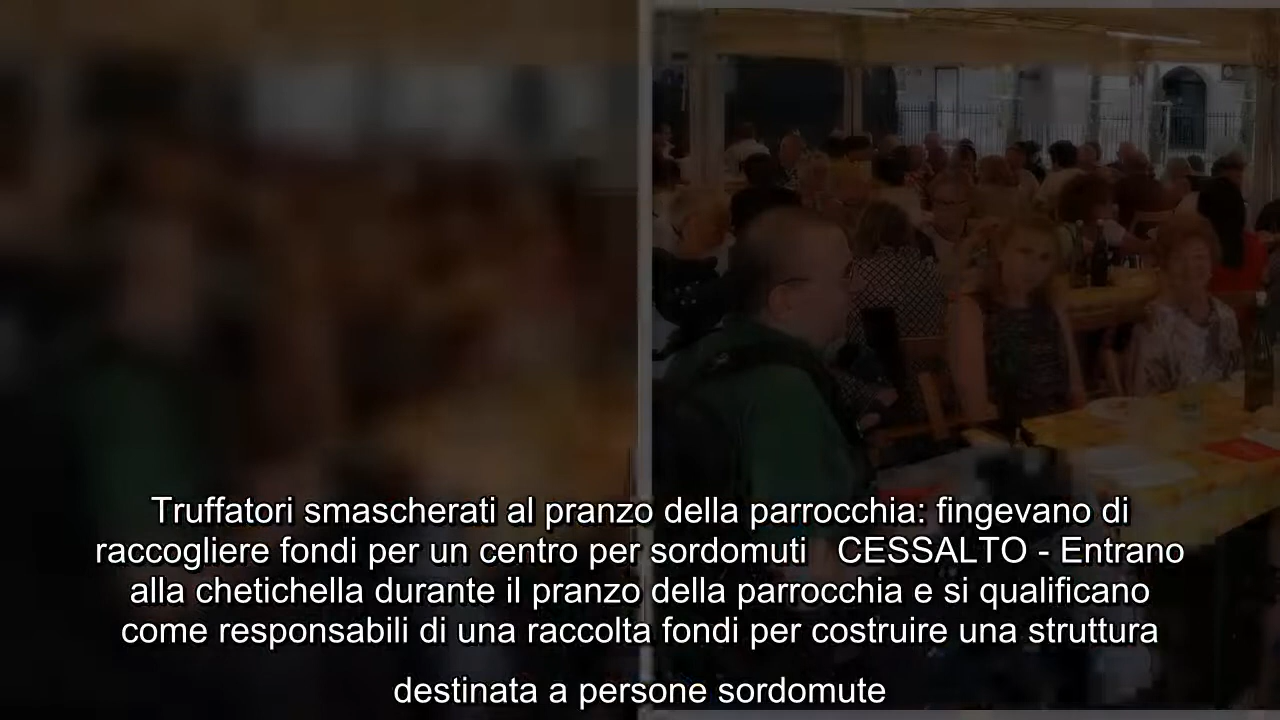 Truffatori smascherati al pranzo della parrocchia: fingevano di
raccogliere fondi per un centro per sordomuti   CESSALTO - Entrano
alla chetichella durante il pranzo della parrocchia e si qualificano
come responsabili di una raccolta fondi per costruire una struttura
destinata a persone sordomute